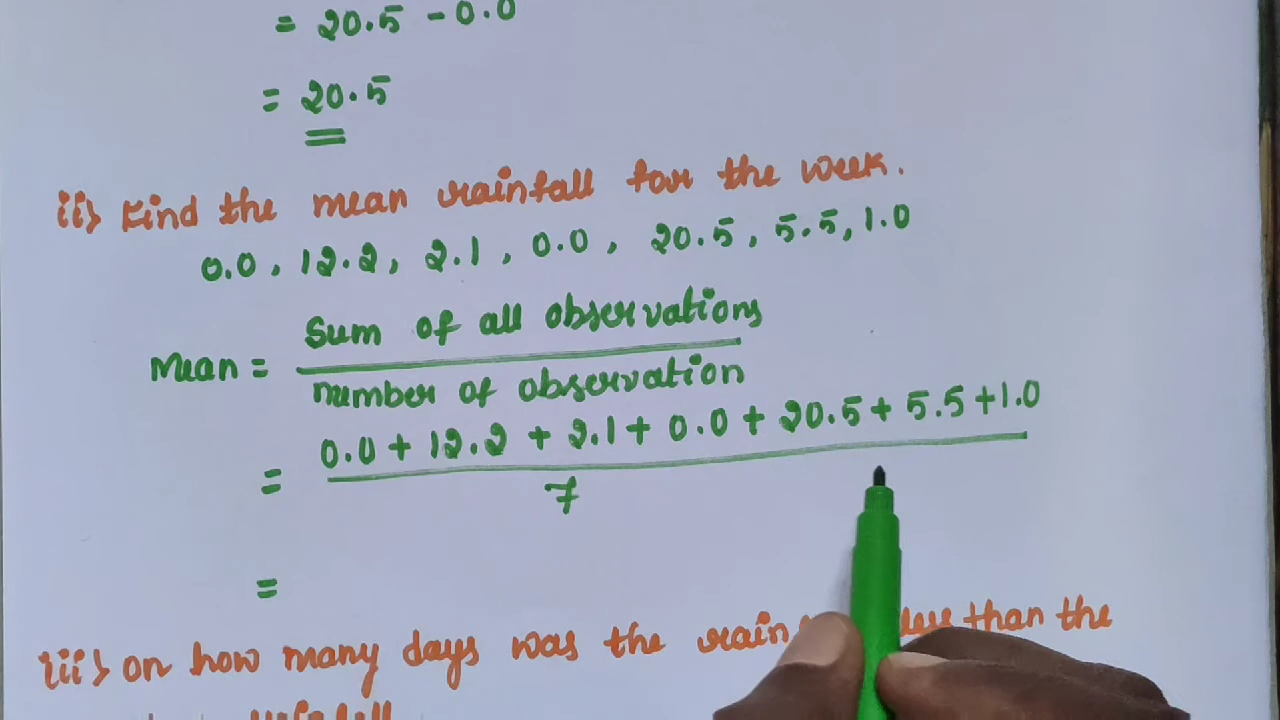 = 20.5 - 0.0
= 20.5
ii) Find the mean rainfall for the week.
0.0, 12.2, 2.1, 0.0, 20.5, 5.5, 1.0
Mean = Sum of all observations
number of observation
= 0.0 + 12.2 + 2.1 + 0.0 + 20.5 + 5.5 + 1.0
7
=
iii) on how many days was the less than the